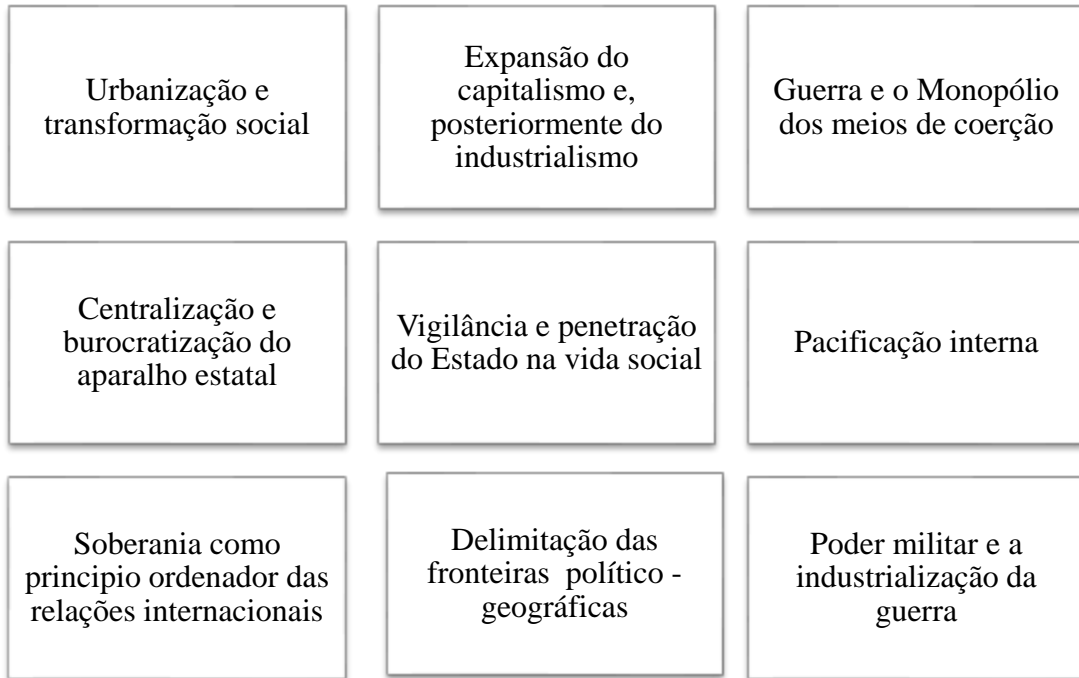 Urbanização e
transformação social
Expansão do
capitalismo e,
posteriormente do
industrialismo
Guerra e o Monopólio
dos meios de coerção
Centralização e
burocratização do
aparalho estatal
Vigilância e penetração
do Estado na vida social
Pacificação interna
Soberania como
principio ordenador das
relações internacionais
Delimitação das
fronteiras  político -
geográficas
Poder militar e a
industrialização da
guerra